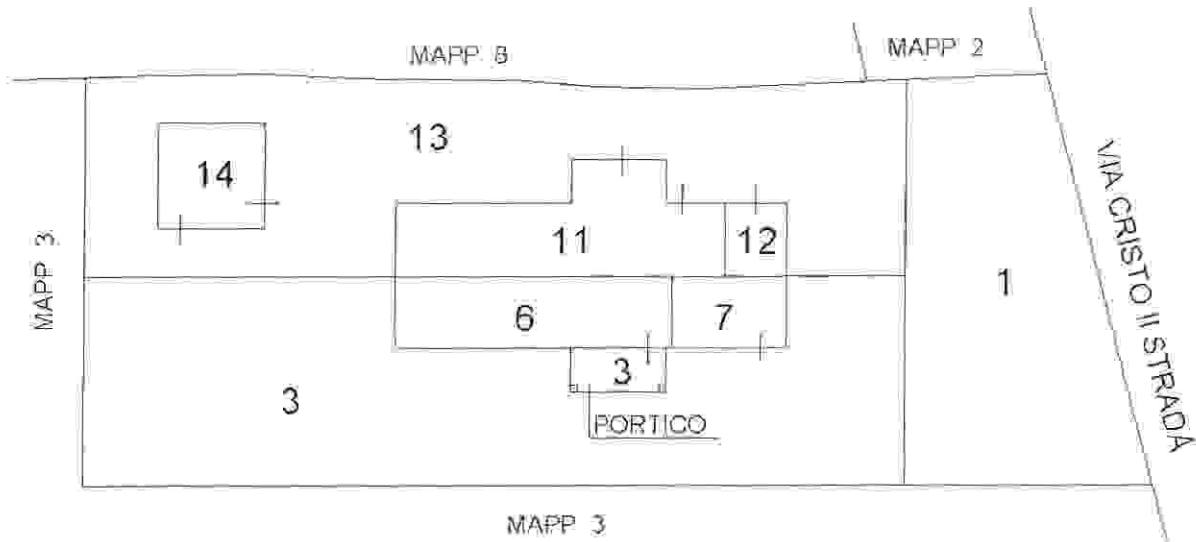 MAPP 2
MAPP 8
13
14
VIA CRISTO II STRADA
11
12
MAPP 3
1
6
7
3
3
PORTICO
MAPP 3